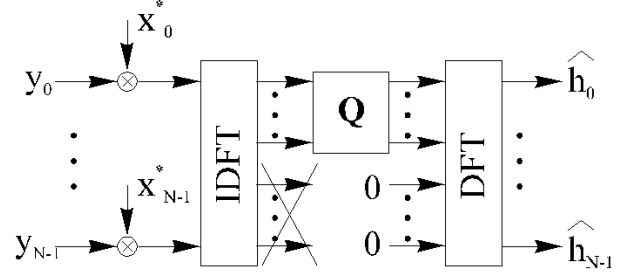 x*0
y0
IDFT
Q
DFT
ĥ0
x*N-1
0
yN-1
0
ĥN-1